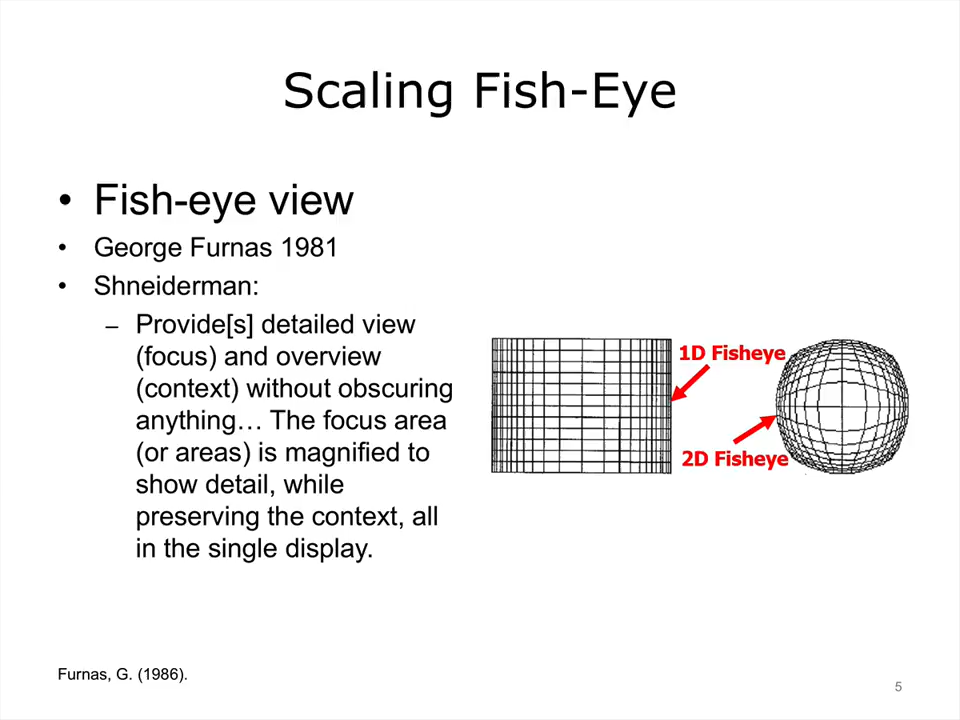 Scaling Fish-Eye
• Fish-eye view
• George Furnas 1981
• Shneiderman:
– Provide[s] detailed view
(focus) and overview
(context) without obscuring
anything… The focus area
(or areas) is magnified to
show detail, while
preserving the context, all
in the single display.
1D Fisheye
2D Fisheye
Furnas, G. (1986).
5